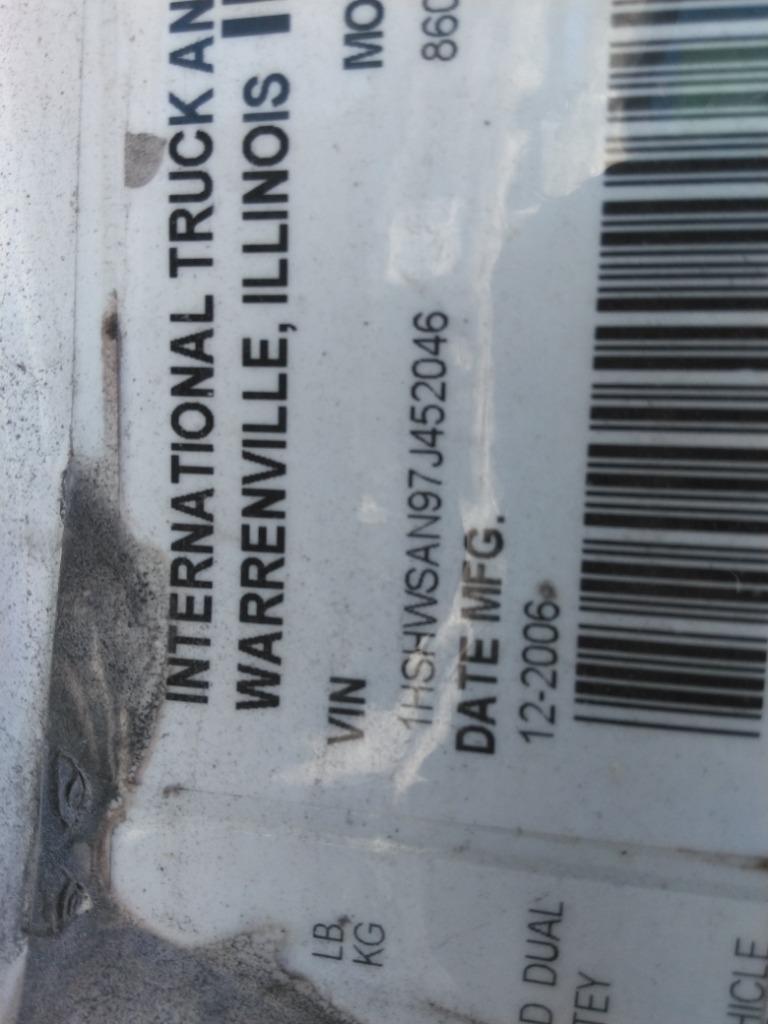 INTERNATIONAL TRUCK AN
WARRENVILLE, ILLINOIS
VIN
MO
1HSHWSAN97J452046
860
DATE MFG.
12-2006
LB
KG
D DUAL
TEY
HICLE